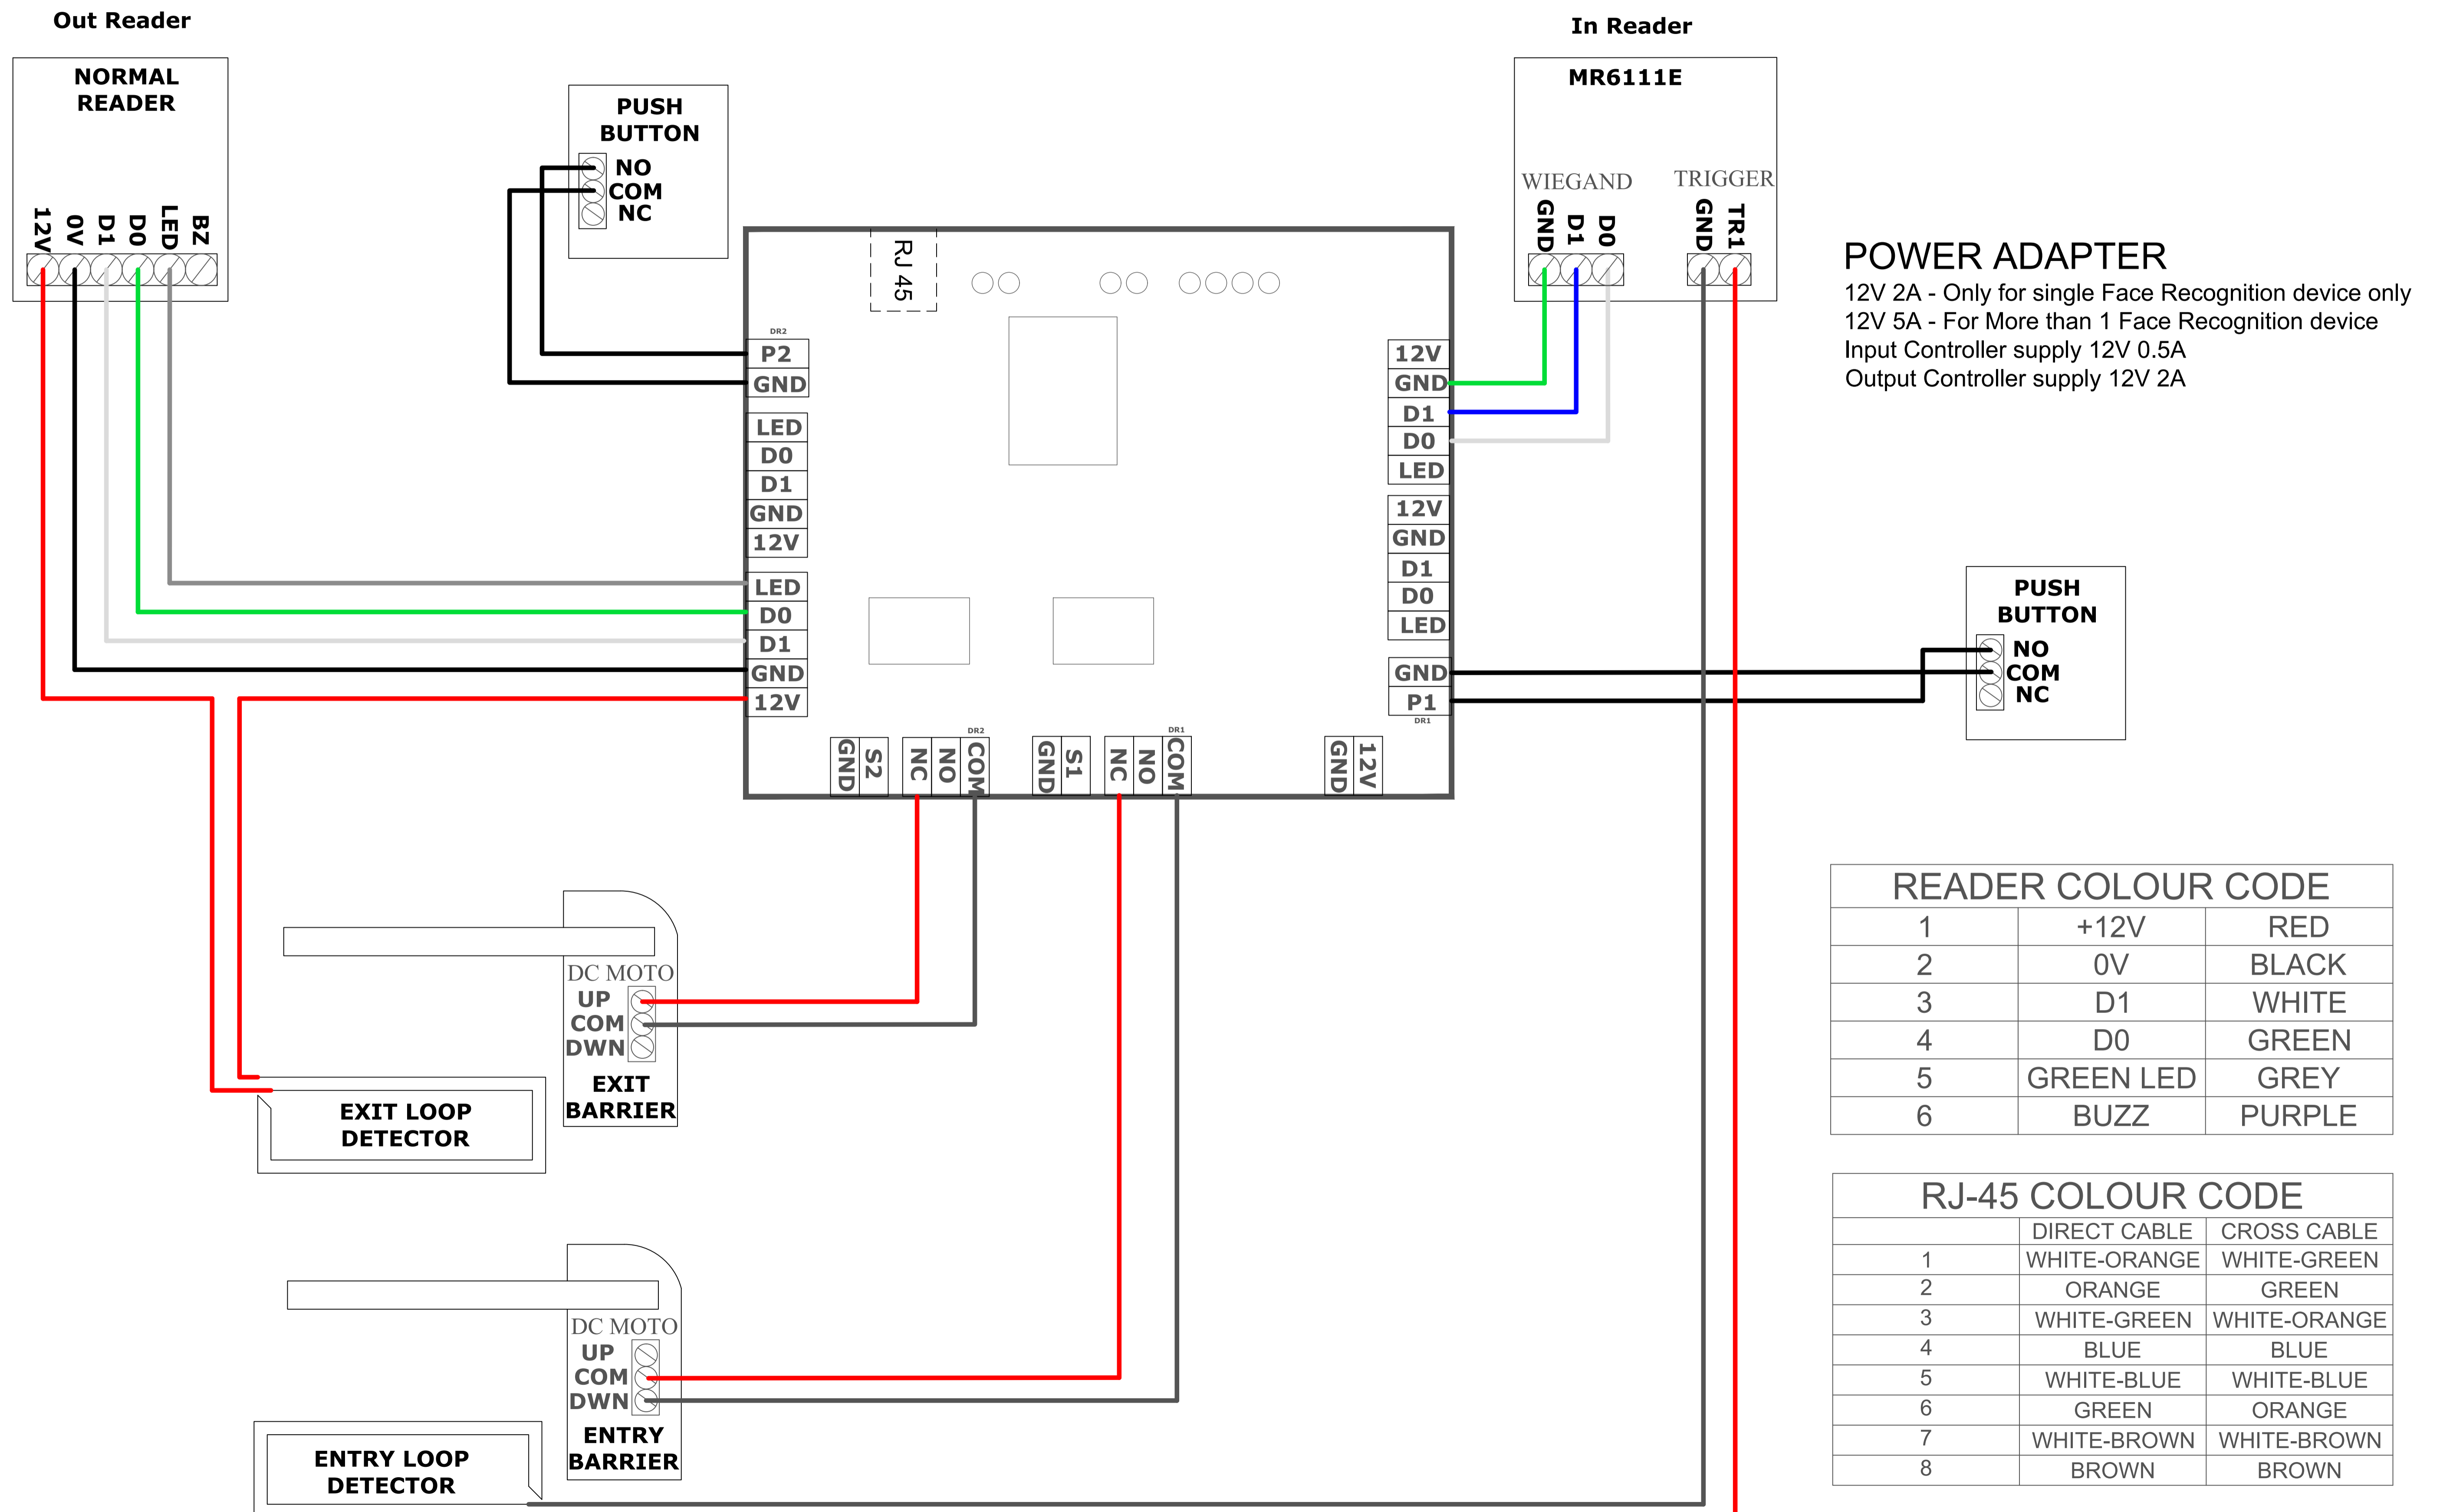 Out Reader
In Reader
NORMAL
READER
12V
0V
D1
D0
LED
BZ
PUSH
BUTTON
NO
COM
NC
MR6111E
WIEGAND
TRIGGER
GND
D1
D0
GND
TR1
POWER ADAPTER
12V 2A - Only for single Face Recognition device only
12V 5A - For More than 1 Face Recognition device
Input Controller supply 12V 0.5A
Output Controller supply 12V 2A
RJ 45
DR2
P2
GND
LED
D0
D1
GND
12V
LED
D0
D1
GND
12V
12V
GND
D1
D0
LED
12V
GND
D1
D0
LED
GND
P1
DR1
GND
S2
NC
NO
COM
DR2
GND
S1
NC
NO
COM
DR1
GND
12V
PUSH
BUTTON
NO
COM
NC
DC MOTO
UP
COM
DWN
EXIT
BARRIER
EXIT LOOP
DETECTOR
DC MOTO
UP
COM
DWN
ENTRY
BARRIER
ENTRY LOOP
DETECTOR
READER COLOUR CODE
1 +12V RED
2 0V BLACK
3 D1 WHITE
4 D0 GREEN
5 GREEN LED GREY
6 BUZZ PURPLE
RJ-45 COLOUR CODE
DIRECT CABLE CROSS CABLE
1 WHITE-ORANGE WHITE-GREEN
2 ORANGE GREEN
3 WHITE-GREEN WHITE-ORANGE
4 BLUE BLUE
5 WHITE-BLUE WHITE-BLUE
6 GREEN ORANGE
7 WHITE-BROWN WHITE-BROWN
8 BROWN BROWN